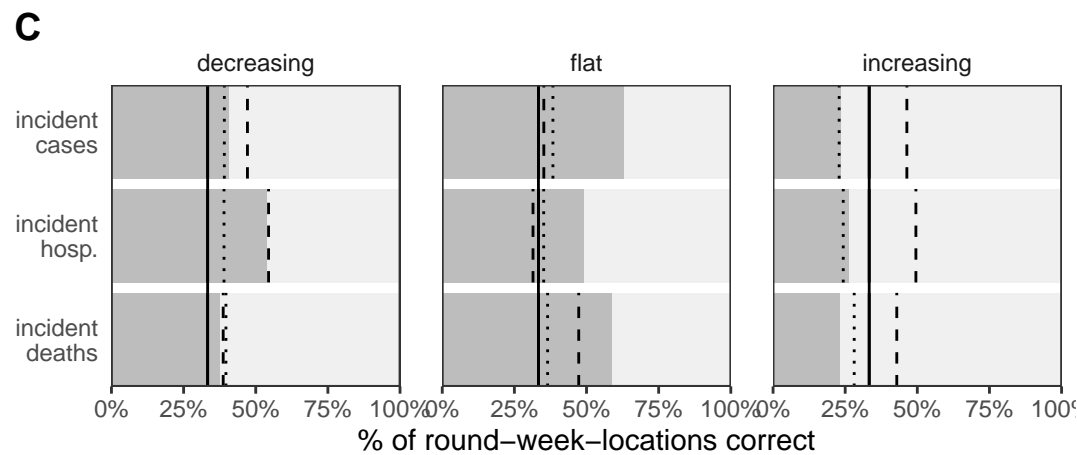 C
decreasing flat increasing
incident
cases
incident
hosp.
incident
deaths
0% 25% 50% 75% 100% 0% 25% 50% 75% 100% 0% 25% 50% 75% 100%
% of round−week−locations correct